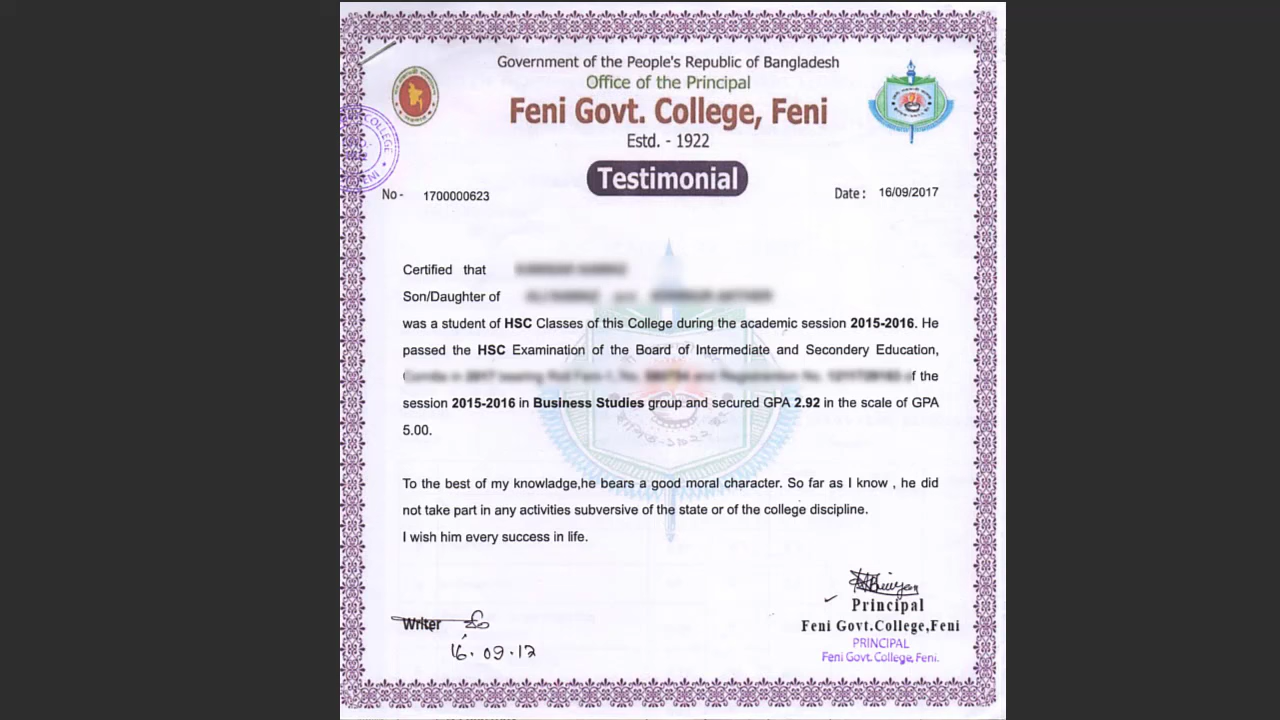 Government of the People's Republic of Bangladesh
Office of the Principal
Feni Govt. College, Feni
Estd. - 1922
Testimonial
COLLEGE
FENI
No - 1700000623
Date : 16/09/2017
Certified that
Son/Daughter of
was a student of HSC Classes of this College during the academic session 2015-2016. He
passed the HSC Examination of the Board of Intermediate and Secondery Education,
f the
session 2015-2016 in Business Studies group and secured GPA 2.92 in the scale of GPA
5.00.
To the best of my knowladge,he bears a good moral character. So far as I know , he did
not take part in any activities subversive of the state or of the college discipline.
I wish him every success in life.
Principal
Writer
Feni Govt.College,Feni
PRINCIPAL
Feni Govt. College, Feni.
16.09.17